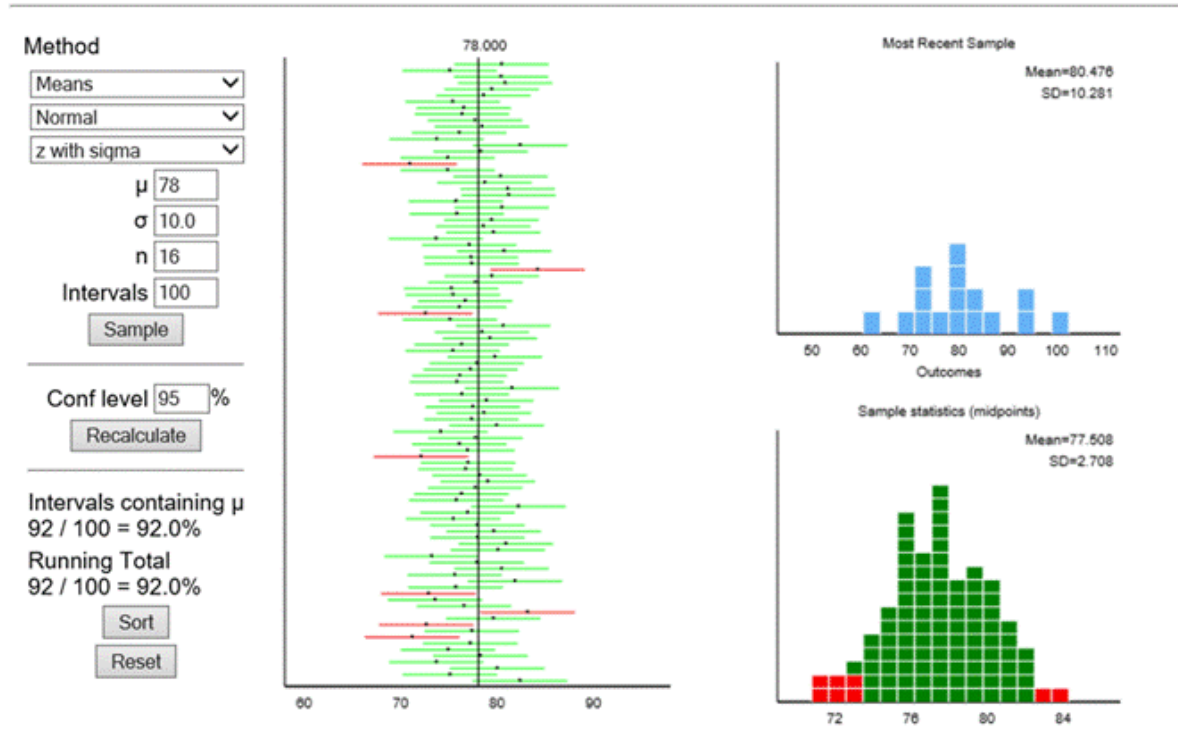 Method
Means
Normal
z with sigma
μ 78
σ 10.0
n 16
Intervals 100
Sample
Conf level 95 %
Recalculate
Intervals containing μ
92 / 100 = 92.0%
Running Total
92 / 100 = 92.0%
Sort
Reset
78.000
60 70 80 90
Most Recent Sample
Mean=80.476
SD=10.281
50 60 70 80 90 100 110
Outcomes
Sample statistics (midpoints)
Mean=77.508
SD=2.708
72 76 80 84